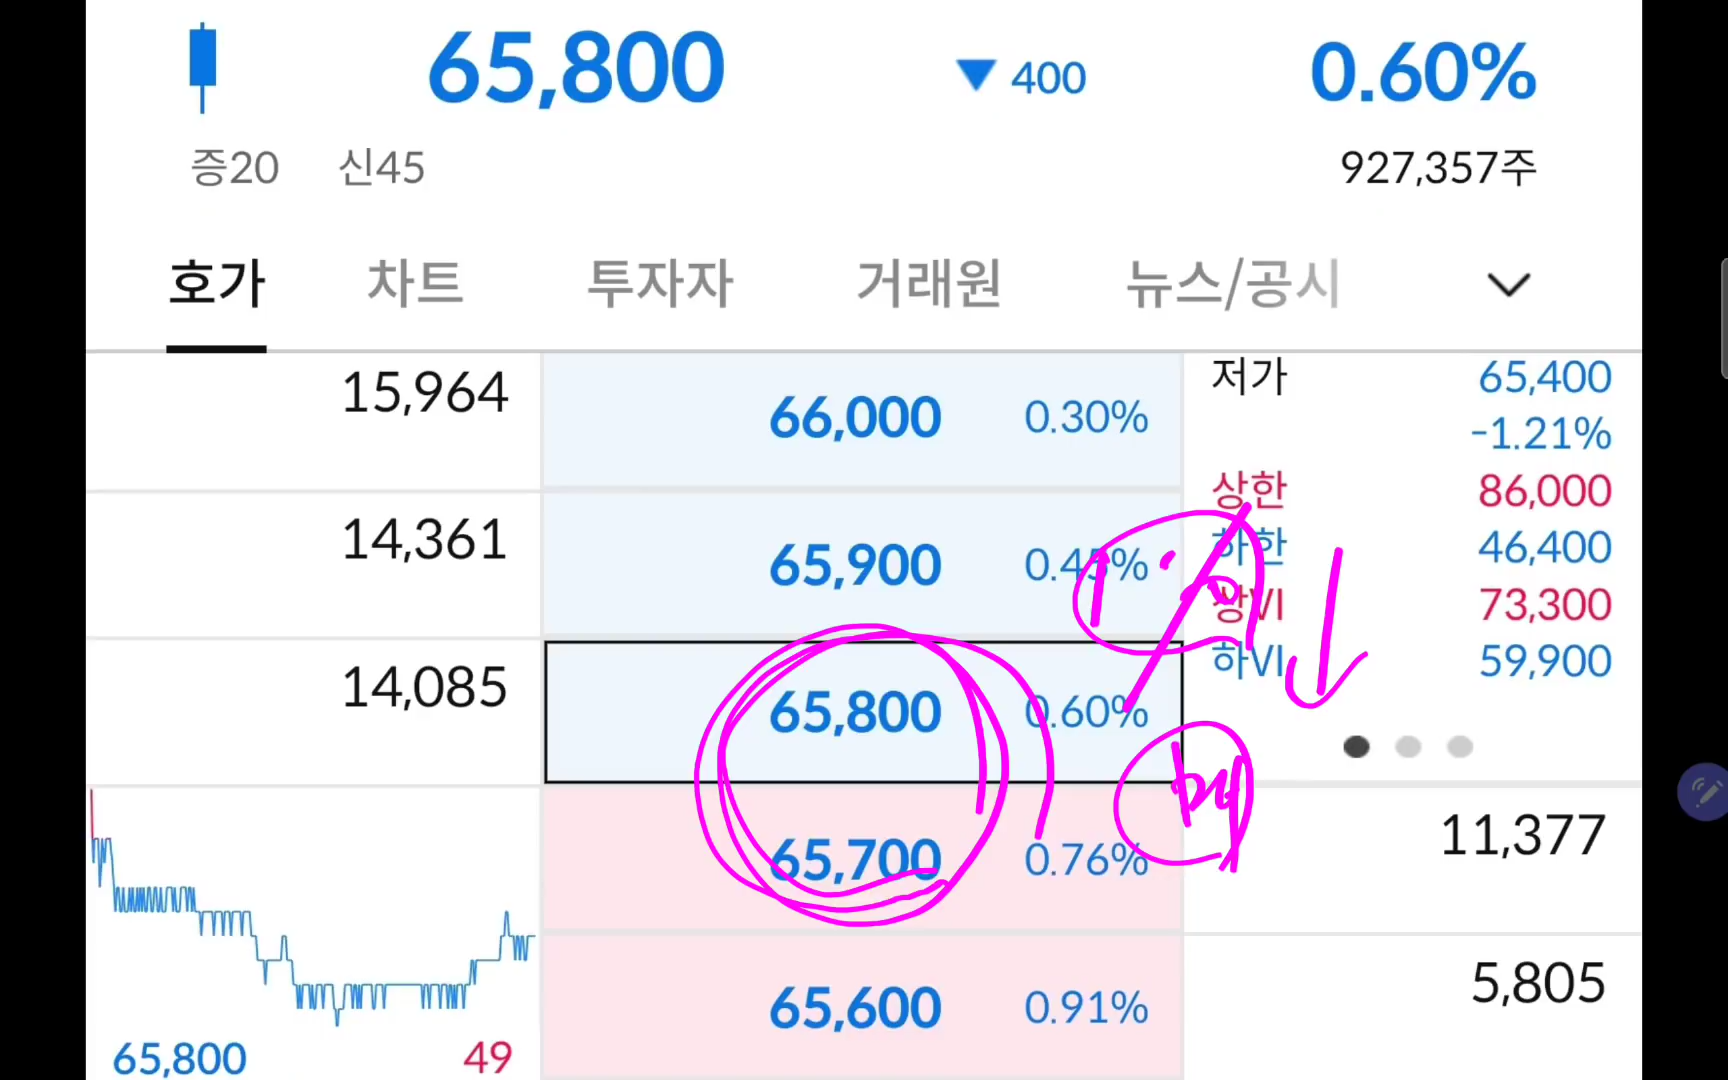 65,800 ▼ 400 0.60%
증20 신45 927,357주
호가 차트 투자자 거래원 뉴스/공시
15,964 66,000 0.30%
저가 65,400
-1.21%
상한 86,000
14,361 65,900 0.45%
하한 46,400
상VI 73,300
하VI 59,900
14,085 65,800 0.60%
65,700 0.76% 11,377
65,600 0.91% 5,805
65,800 49